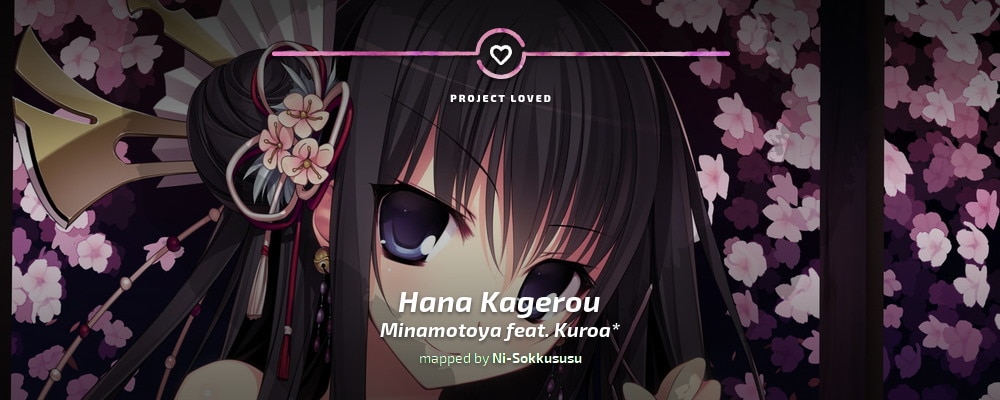 PROJECT LOVED
Hana Kagerou
Minamotoya feat. Kuroa*
mapped by Ni-Sokkususu